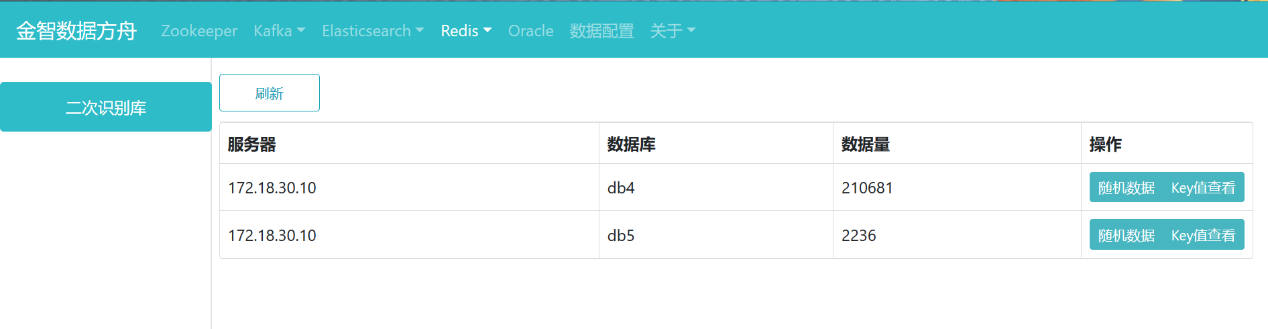 金智数据方舟 Zookeeper Kafka Elasticsearch Redis Oracle 数据配置 关于
二次识别库
刷新
服务器 数据库 数据量 操作
172.18.30.10 db4 210681 随机数据 Key值查看
172.18.30.10 db5 2236 随机数据 Key值查看